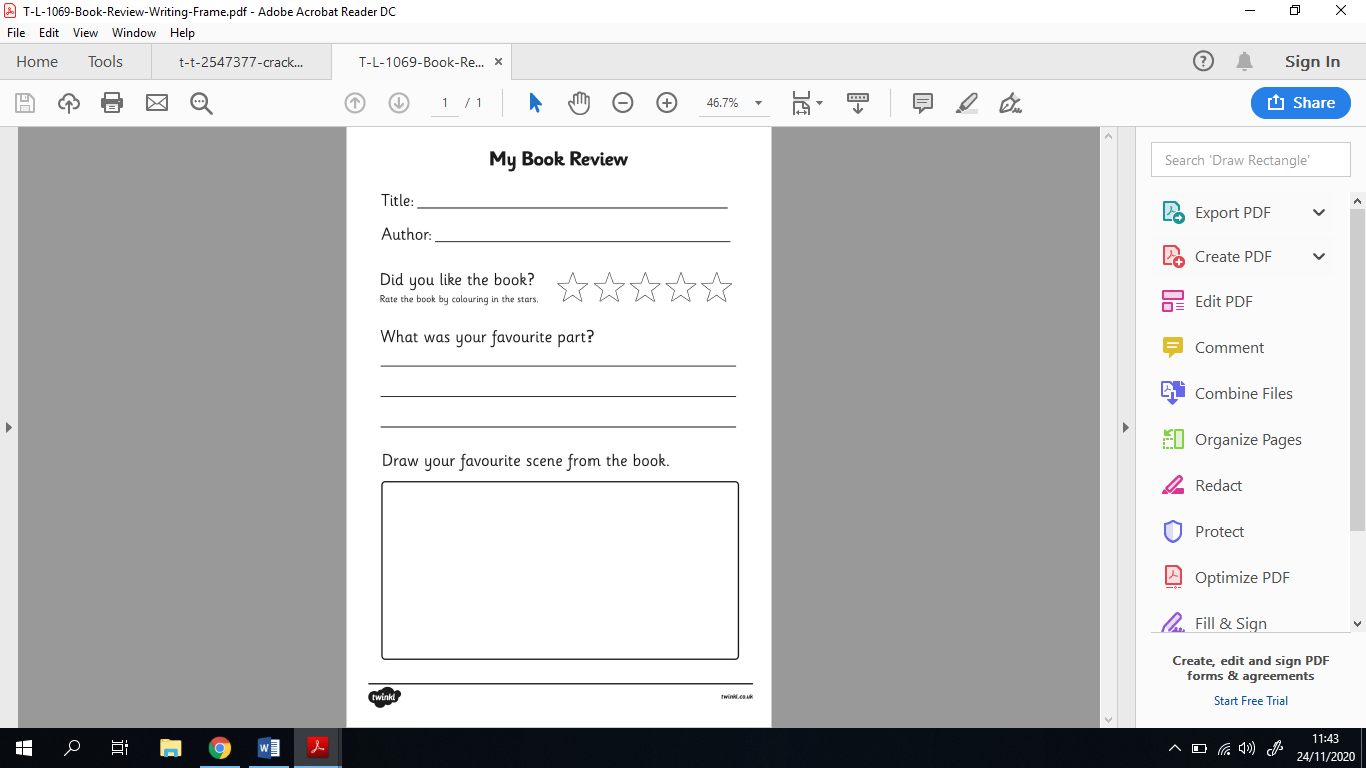 T-L-1069-Book-Review-Writing-Frame.pdf - Adobe Acrobat Reader DC
File Edit View Window Help
Home Tools t-t-2547377-crack... T-L-1069-Book-Re... × Sign In
1 / 1 46.7% Share
My Book Review
Title:
Author:
Did you like the book?
Rate the book by colouring in the stars.
What was your favourite part?
Draw your favourite scene from the book.
twinkl twinkl.co.uk
Search 'Draw Rectangle'
Export PDF
Create PDF
Edit PDF
Comment
Combine Files
Organize Pages
Redact
Protect
Optimize PDF
Fill & Sign
Create, edit and sign PDF
forms & agreements
Start Free Trial
11:43
24/11/2020